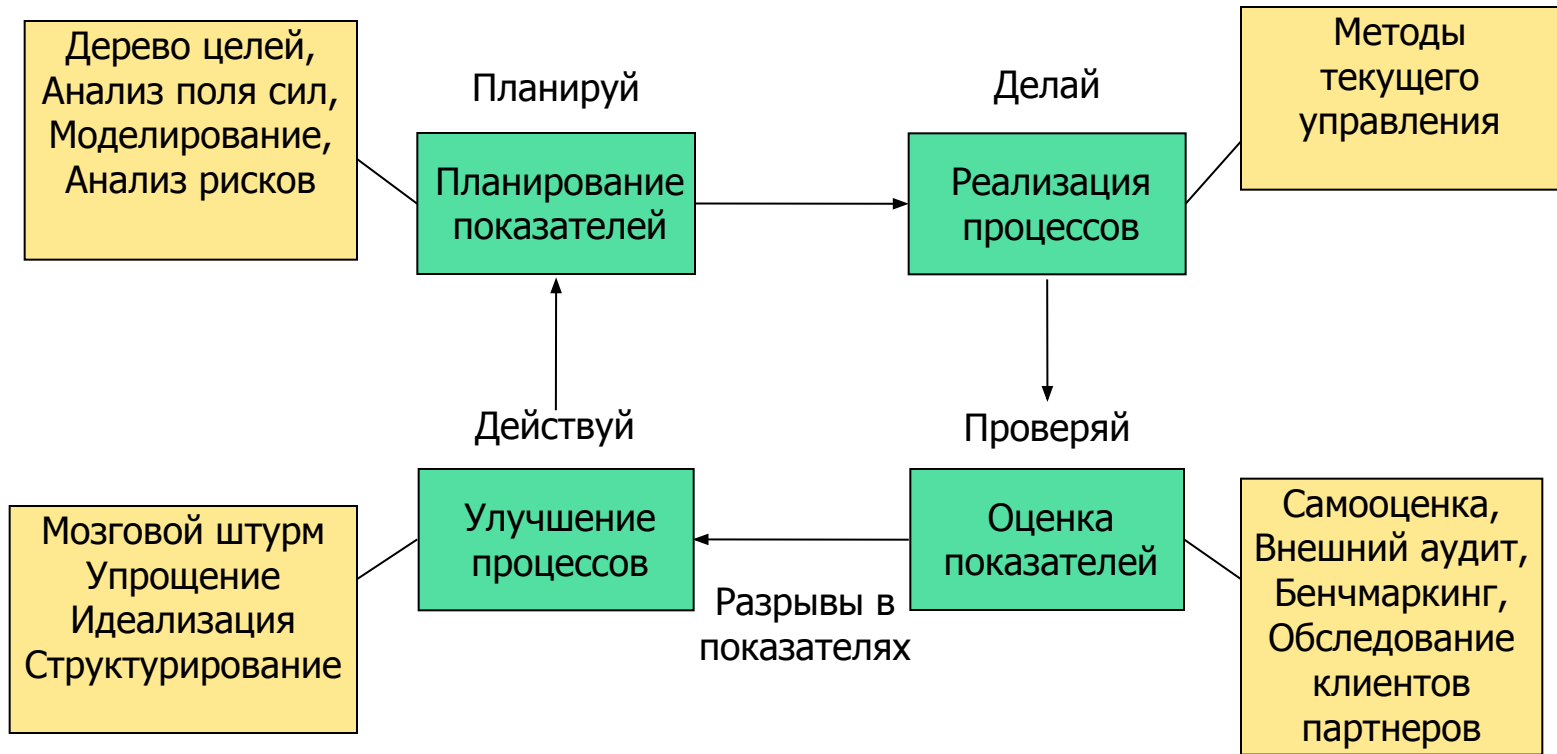 Дерево целей,
Анализ поля сил,
Моделирование,
Анализ рисков
Планируй
Планирование
показателей
Делай
Реализация
процессов
Методы
текущего
управления
Действуй
Улучшение
процессов
Мозговой штурм
Упрощение
Идеализация
Структурирование
Разрывы в
показателях
Проверяй
Оценка
показателей
Самооценка,
Внешний аудит,
Бенчмаркинг,
Обследование
клиентов
партнеров